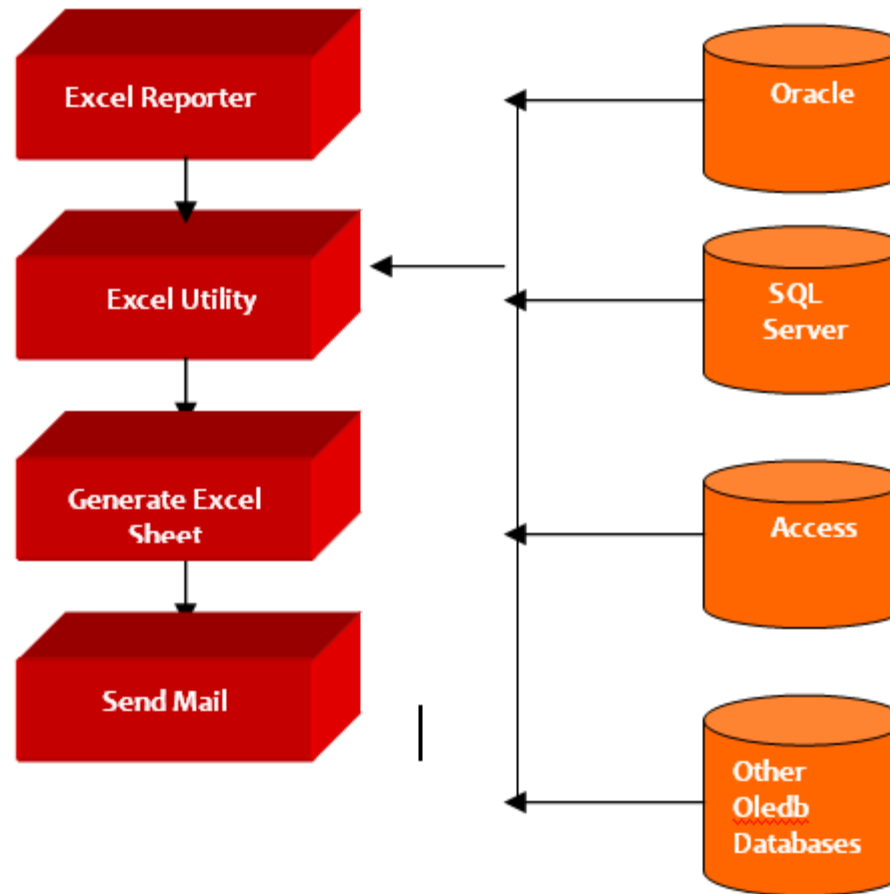 Excel Reporter
Excel Utility
Generate Excel
Sheet
Send Mail
Oracle
SQL
Server
Access
Other
Oledb
Databases